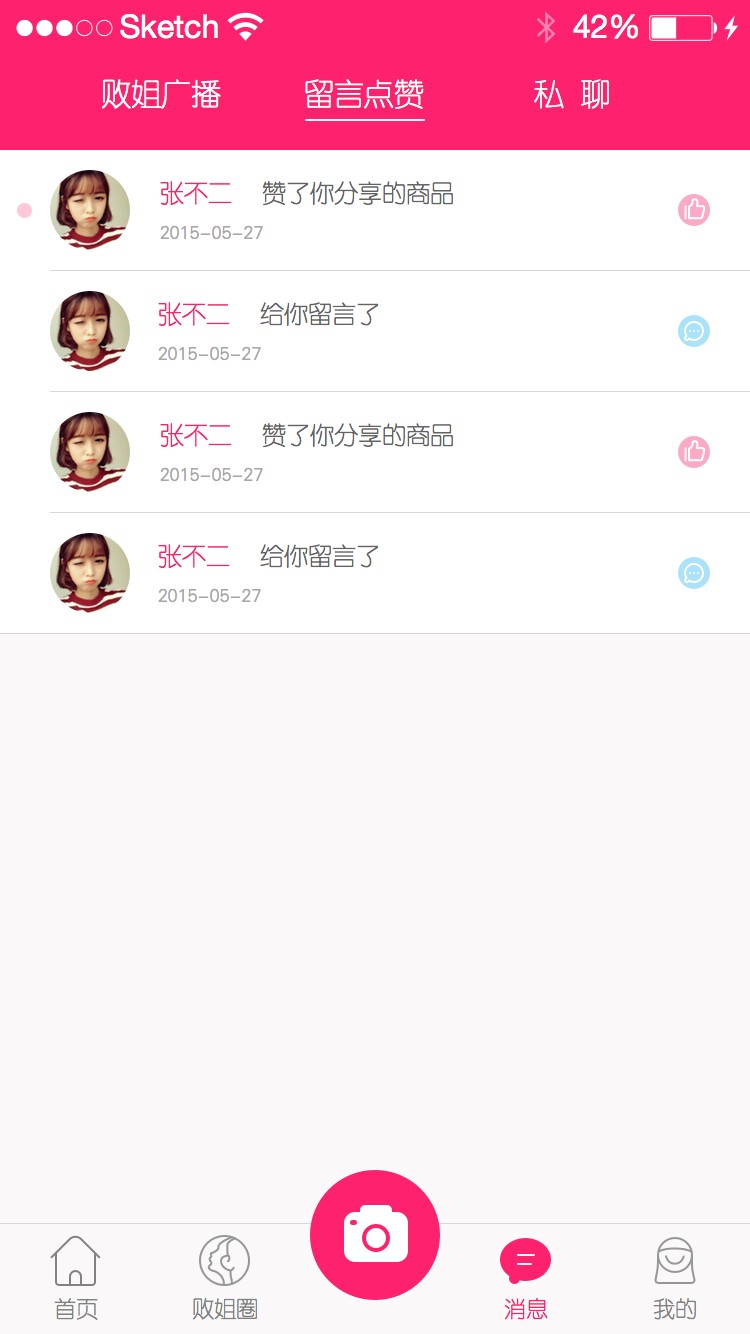 Sketch 42%
败姐广播 留言点赞 私 聊
张不二 赞了你分享的商品
2015-05-27
张不二 给你留言了
2015-05-27
张不二 赞了你分享的商品
2015-05-27
张不二 给你留言了
2015-05-27
首页 败姐圈 消息 我的